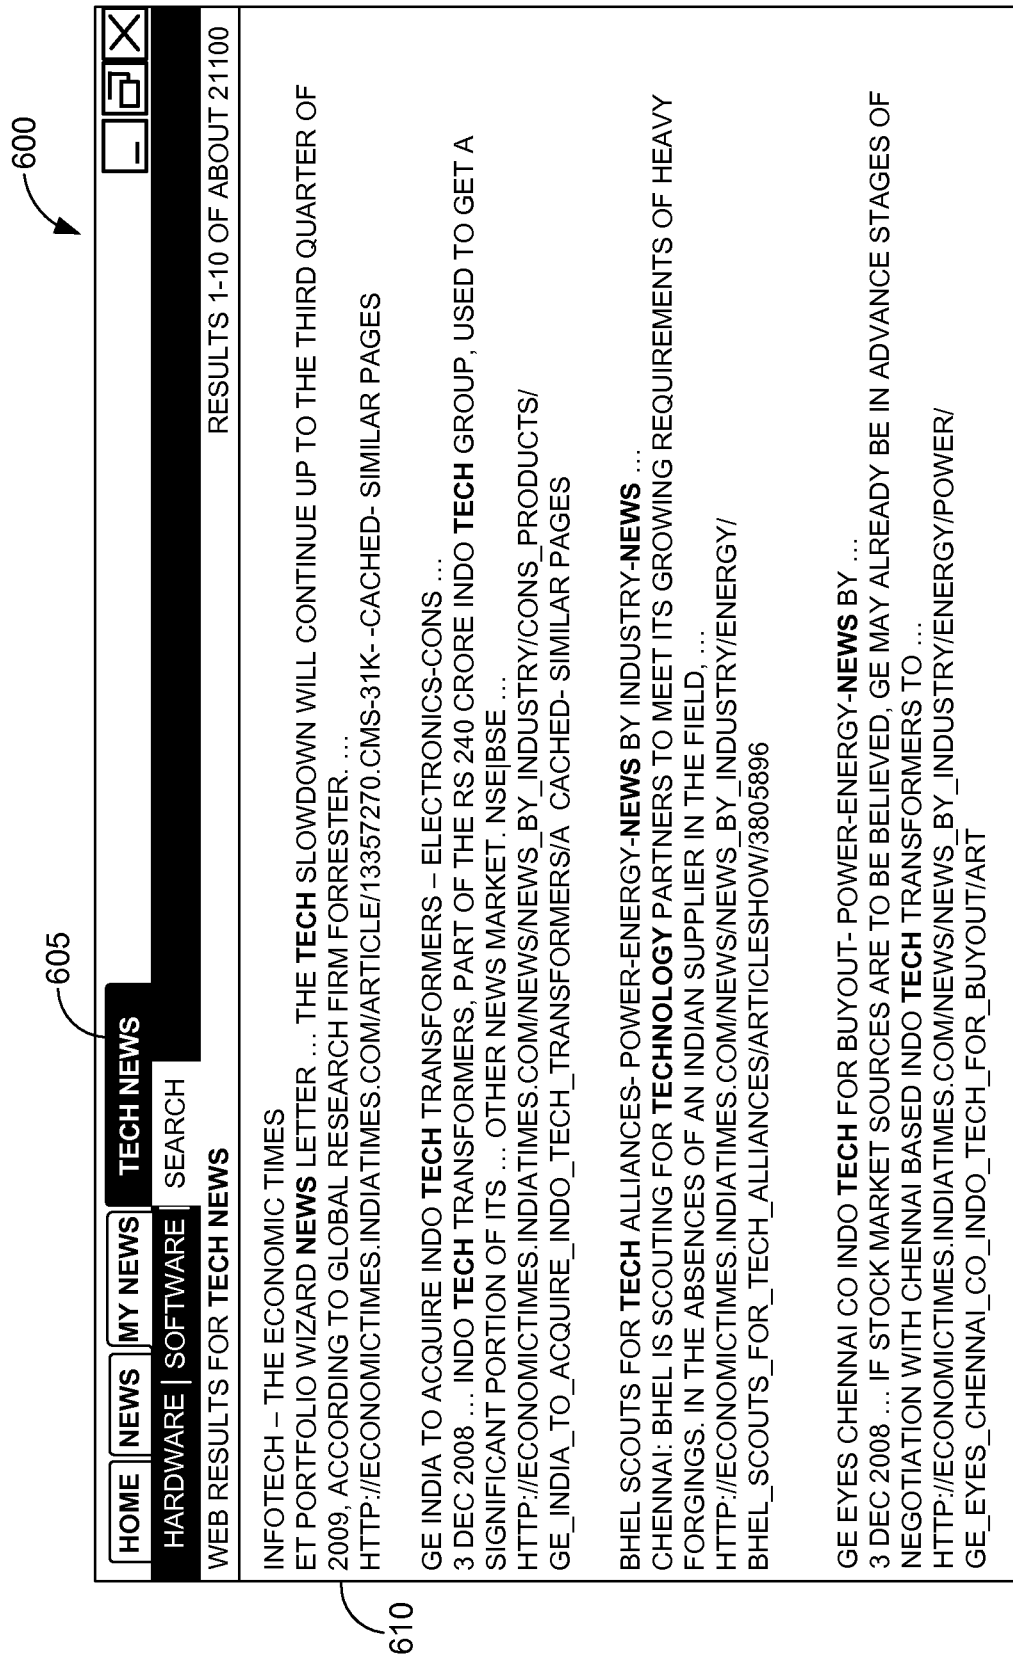 600
605
HOME NEWS MY NEWS TECH NEWS
HARDWARE | SOFTWARE | SEARCH
WEB RESULTS FOR TECH NEWS RESULTS 1-10 OF ABOUT 21100
610
INFOTECH – THE ECONOMIC TIMES
ET PORTFOLIO WIZARD NEWS LETTER ... THE TECH SLOWDOWN WILL CONTINUE UP TO THE THIRD QUARTER OF
2009, ACCORDING TO GLOBAL RESEARCH FIRM FORRESTER. ...
HTTP://ECONOMICTIMES.INDIATIMES.COM/ARTICLE/13357270.CMS-31K- -CACHED- SIMILAR PAGES
GE INDIA TO ACQUIRE INDO TECH TRANSFORMERS – ELECTRONICS-CONS ...
3 DEC 2008 ... INDO TECH TRANSFORMERS, PART OF THE RS 240 CRORE INDO TECH GROUP, USED TO GET A
SIGNIFICANT PORTION OF ITS ... OTHER NEWS MARKET. NSE|BSE ...
HTTP://ECONOMICTIMES.INDIATIMES.COM/NEWS/NEWS_BY_INDUSTRY/CONS_PRODUCTS/
GE_INDIA_TO_ACQUIRE_INDO_TECH_TRANSFORMERS/A CACHED- SIMILAR PAGES
BHEL SCOUTS FOR TECH ALLIANCES- POWER-ENERGY-NEWS BY INDUSTRY-NEWS ...
CHENNAI: BHEL IS SCOUTING FOR TECHNOLOGY PARTNERS TO MEET ITS GROWING REQUIREMENTS OF HEAVY
FORGINGS. IN THE ABSENCES OF AN INDIAN SUPPLIER IN THE FIELD, ...
HTTP://ECONOMICTIMES.INDIATIMES.COM/NEWS/NEWS_BY_INDUSTRY/ENERGY/
BHEL_SCOUTS_FOR_TECH_ALLIANCES/ARTICLESHOW/3805896
GE EYES CHENNAI CO INDO TECH FOR BUYOUT- POWER-ENERGY-NEWS BY ...
3 DEC 2008 ... IF STOCK MARKET SOURCES ARE TO BE BELIEVED, GE MAY ALREADY BE IN ADVANCE STAGES OF
NEGOTIATION WITH CHENNAI BASED INDO TECH TRANSFORMERS TO ...
HTTP://ECONOMICTIMES.INDIATIMES.COM/NEWS/NEWS_BY_INDUSTRY/ENERGY/POWER/
GE_EYES_CHENNAI_CO_INDO_TECH_FOR_BUYOUT/ART